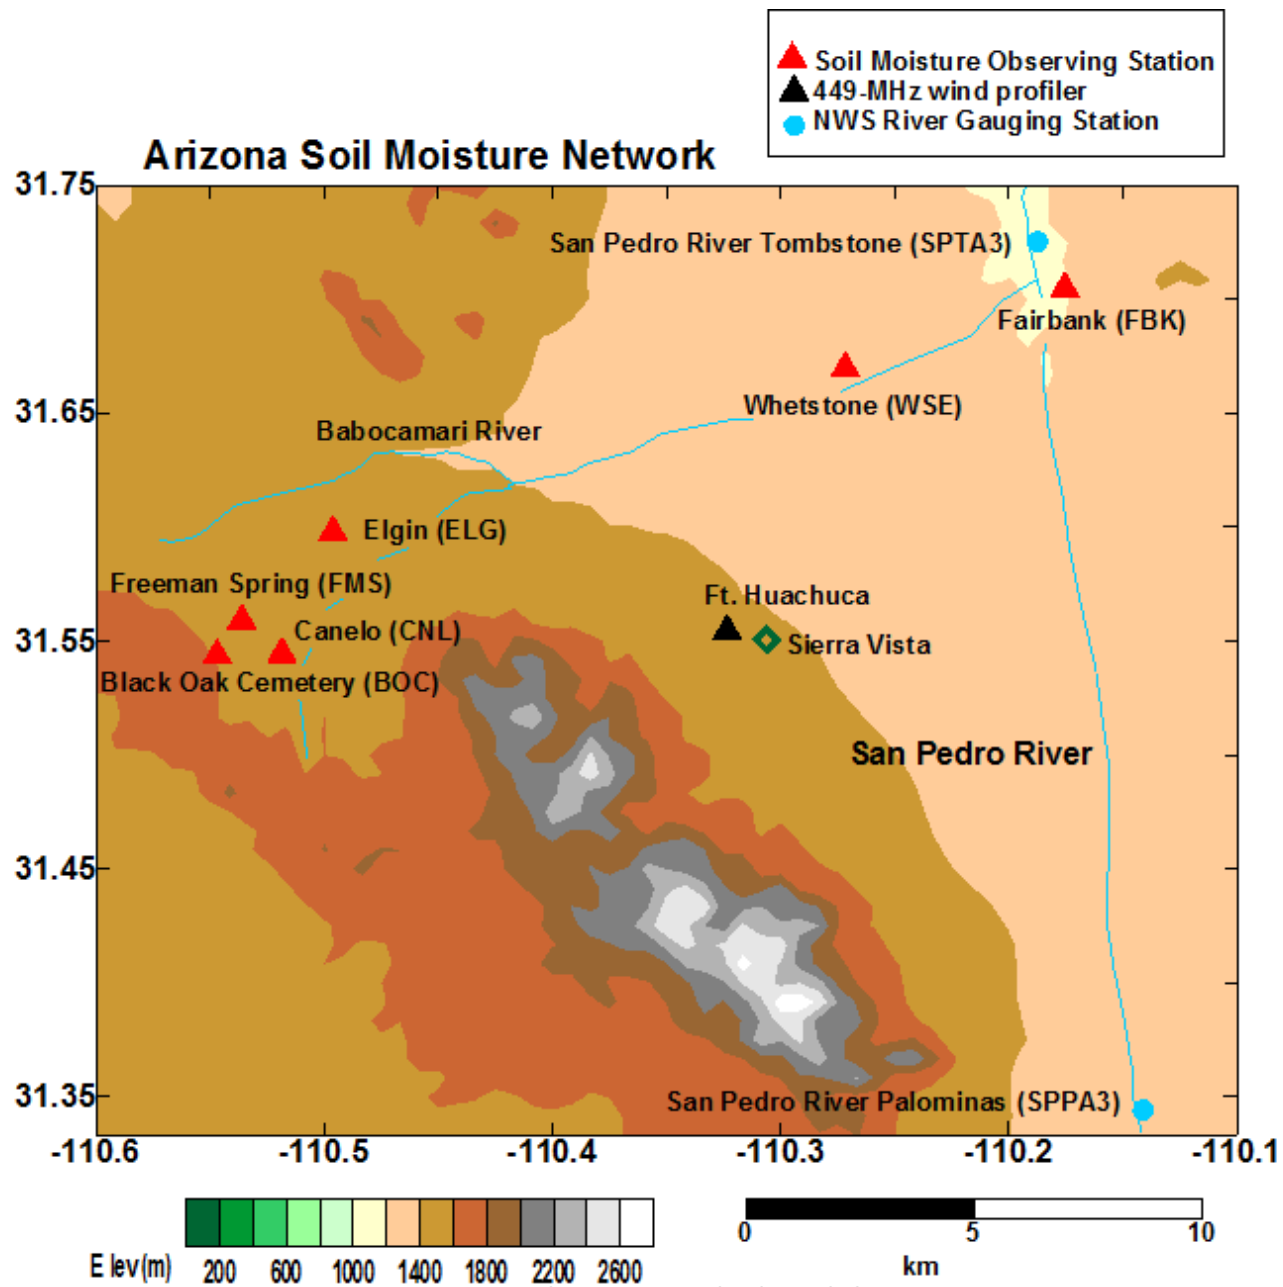 Soil Moisture Observing Station
449-MHz wind profiler
NWS River Gauging Station
Arizona Soil Moisture Network
31.75
San Pedro River Tombstone (SPTA3)
Fairbank (FBK)
Whetstone (WSE)
31.65
Babocamari River
Elgin (ELG)
Freeman Spring (FMS)
Ft. Huachuca
Canelo (CNL)
31.55
Sierra Vista
Black Oak Cemetery (BOC)
San Pedro River
31.45
31.35
San Pedro River Palominas (SPPA3)
-110.6 -110.5 -110.4 -110.3 -110.2 -110.1
0 5 10
km
E lev(m) 200 600 1000 1400 1800 2200 2600